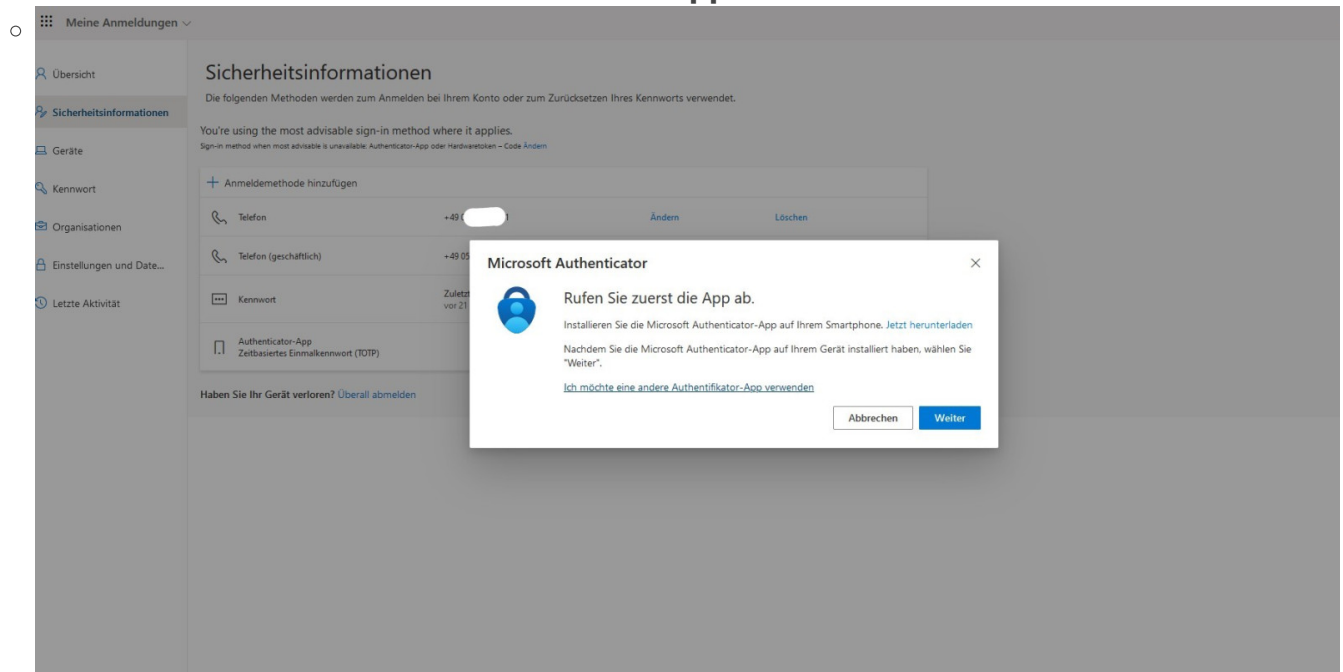 Meine Anmeldungen
Übersicht
Sicherheitsinformationen
Geräte
Kennwort
Organisationen
Einstellungen und Date...
Letzte Aktivität
Sicherheitsinformationen
Die folgenden Methoden werden zum Anmelden bei Ihrem Konto oder zum Zurücksetzen Ihres Kennworts verwendet.
You're using the most advisable sign-in method where it applies.
Sign-in method when most advisable is unavailable: Authenticator-App oder Hardwaretoken – Code Ändern
+ Anmeldemethode hinzufügen
Telefon +49 Ändern Löschen
Telefon (geschäftlich) +49 05
Kennwort Zuletzt
vor 21
Authenticator-App
Zeitbasiertes Einmalkennwort (TOTP)
Haben Sie Ihr Gerät verloren? Überall abmelden
Microsoft Authenticator
Rufen Sie zuerst die App ab.
Installieren Sie die Microsoft Authenticator-App auf Ihrem Smartphone. Jetzt herunterladen
Nachdem Sie die Microsoft Authenticator-App auf Ihrem Gerät installiert haben, wählen Sie
"Weiter".
Ich möchte eine andere Authentifikator-App verwenden
Abbrechen Weiter